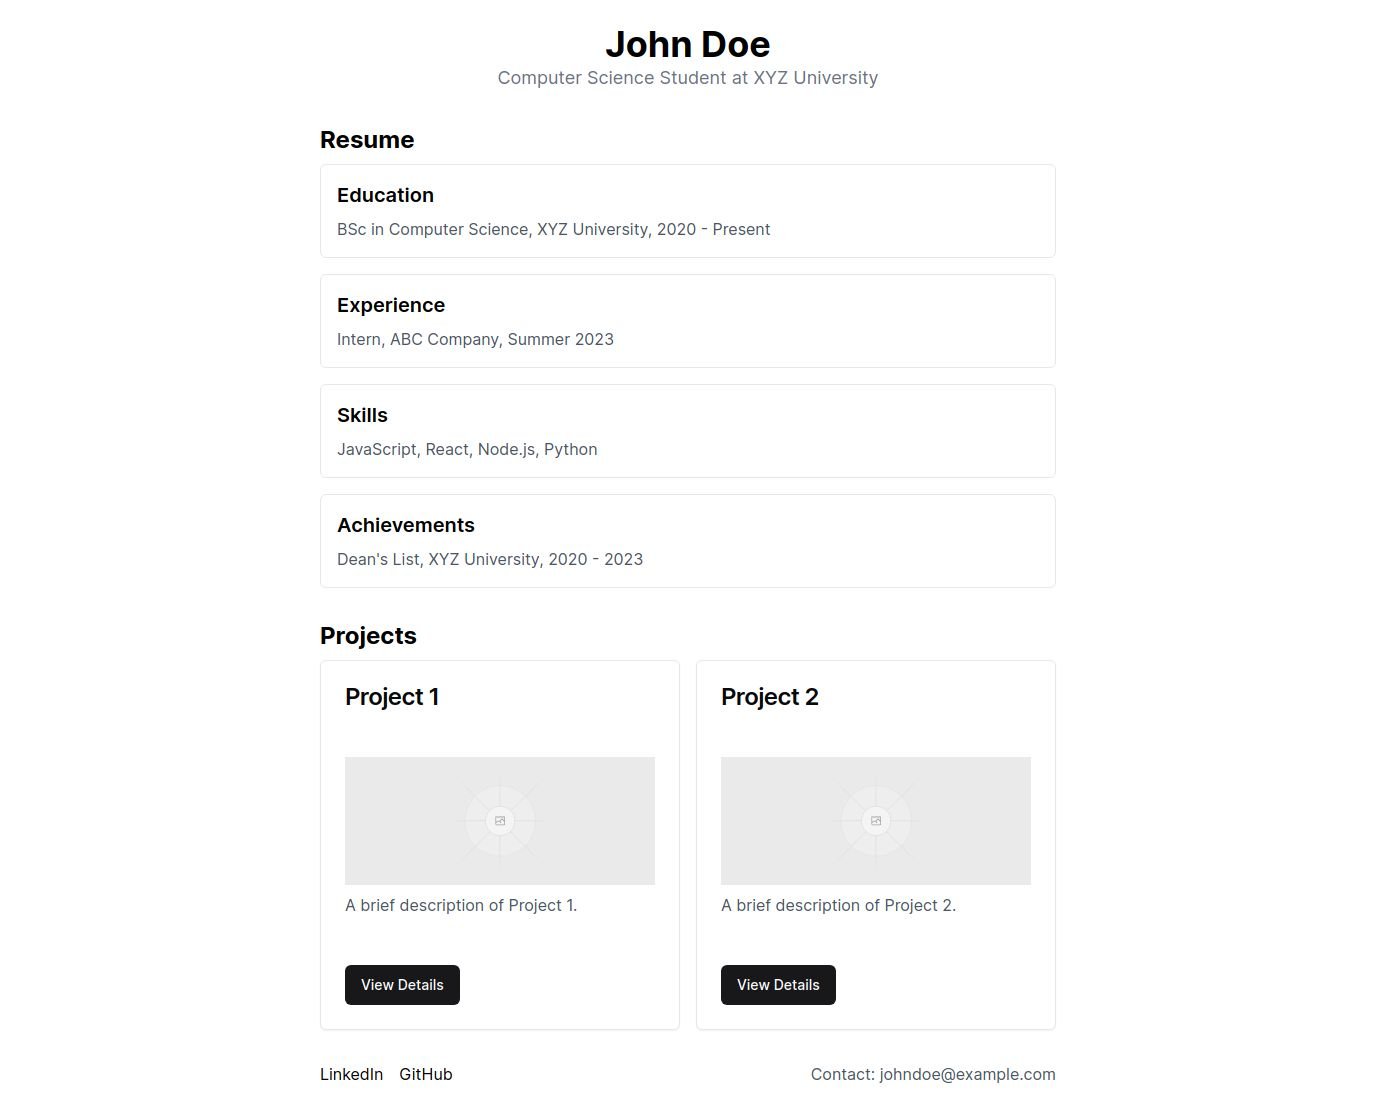 John Doe
Computer Science Student at XYZ University
Resume
Education
BSc in Computer Science, XYZ University, 2020 - Present
Experience
Intern, ABC Company, Summer 2023
Skills
JavaScript, React, Node.js, Python
Achievements
Dean's List, XYZ University, 2020 - 2023
Projects
Project 1
A brief description of Project 1.
View Details
Project 2
A brief description of Project 2.
View Details
LinkedIn GitHub
Contact: johndoe@example.com